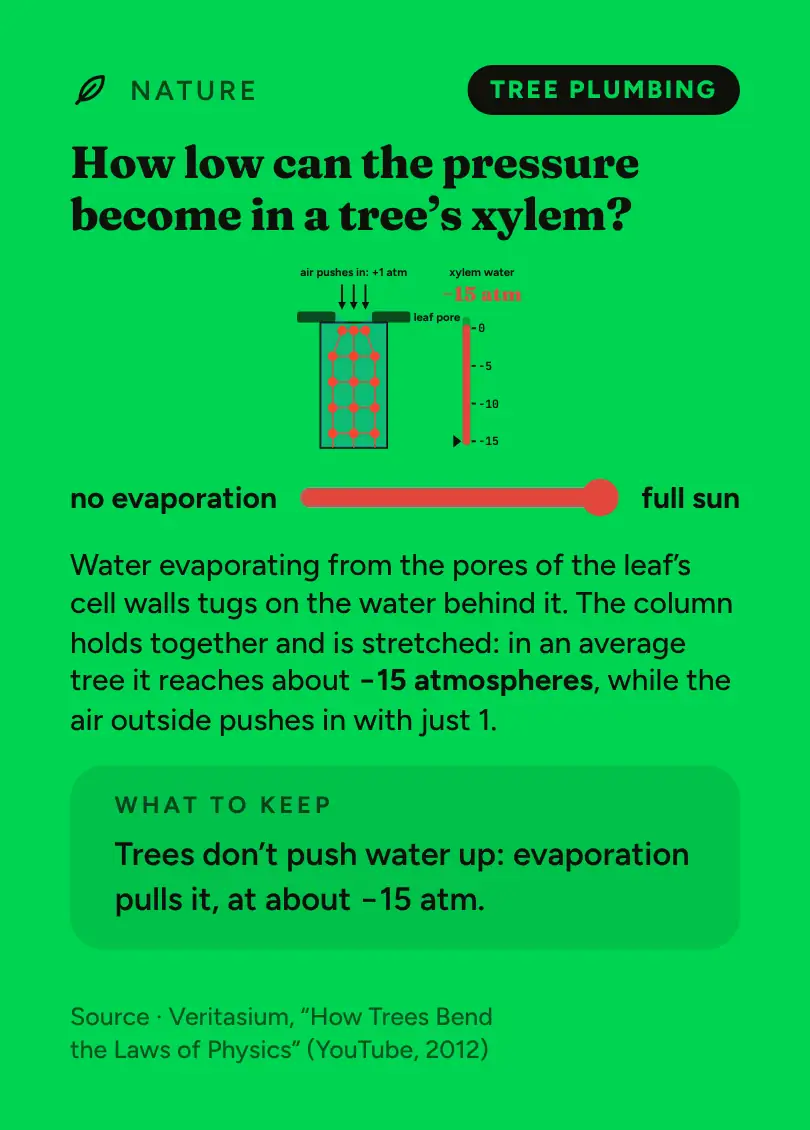 NATURE
TREE PLUMBING
How low can the pressure
become in a tree’s xylem?
air pushes in: +1 atm
xylem water
−15 atm
leaf pore
-0
-5
-10
-15
no evaporation
full sun
Water evaporating from the pores of the leaf’s
cell walls tugs on the water behind it. The column
holds together and is stretched: in an average
tree it reaches about −15 atmospheres, while the
air outside pushes in with just 1.
WHAT TO KEEP
Trees don’t push water up: evaporation
pulls it, at about −15 atm.
Source · Veritasium, “How Trees Bend
the Laws of Physics” (YouTube, 2012)